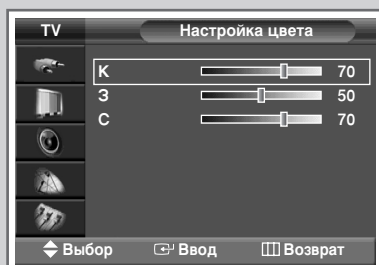 TV Настройка цвета
К 70
З 50
С 70
Выбор Ввод Возврат